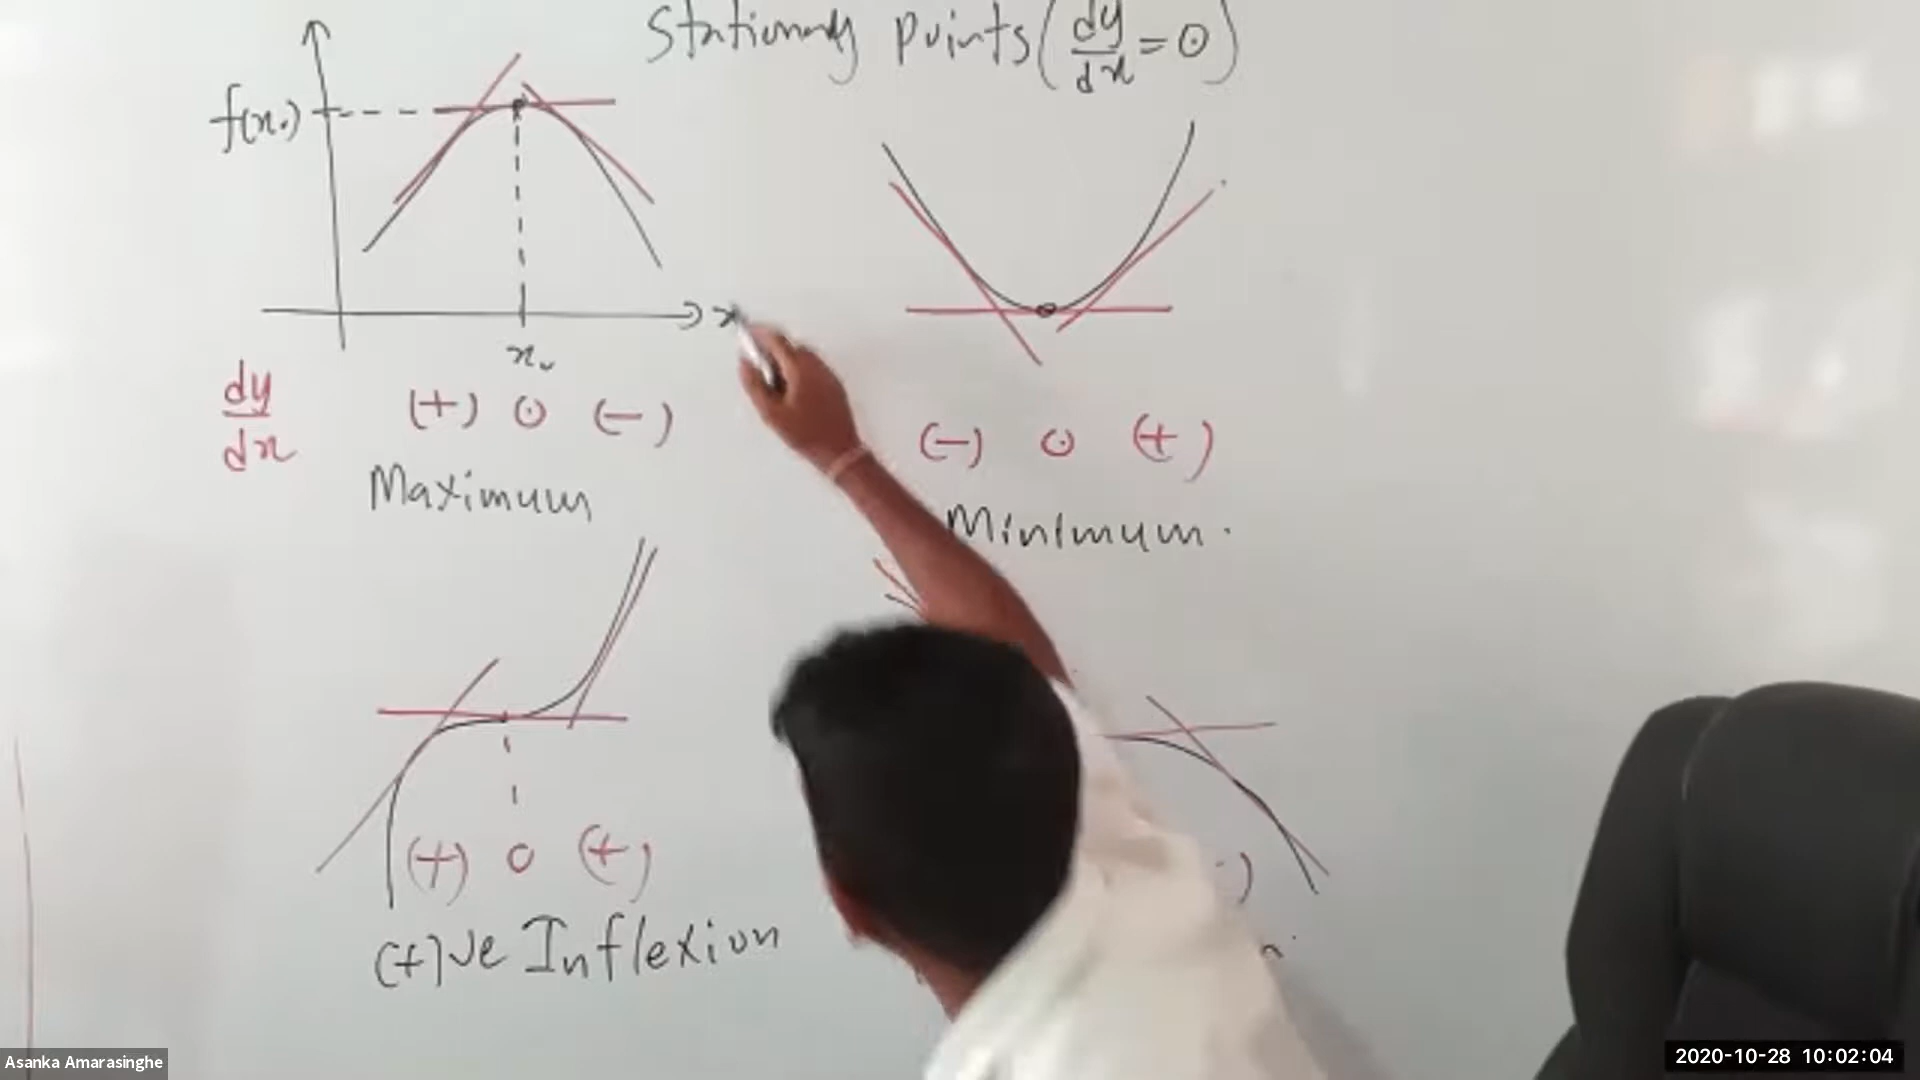 Stationary points (dy/dx = 0)
f(x₀)
x
x₀
dy/dx (+) 0 (-)
(-) 0 (+)
Maximum
Minimum.
(+) 0 (+)
(+)ve Inflexion
Asanka Amarasinghe
2020-10-28 10:02:04